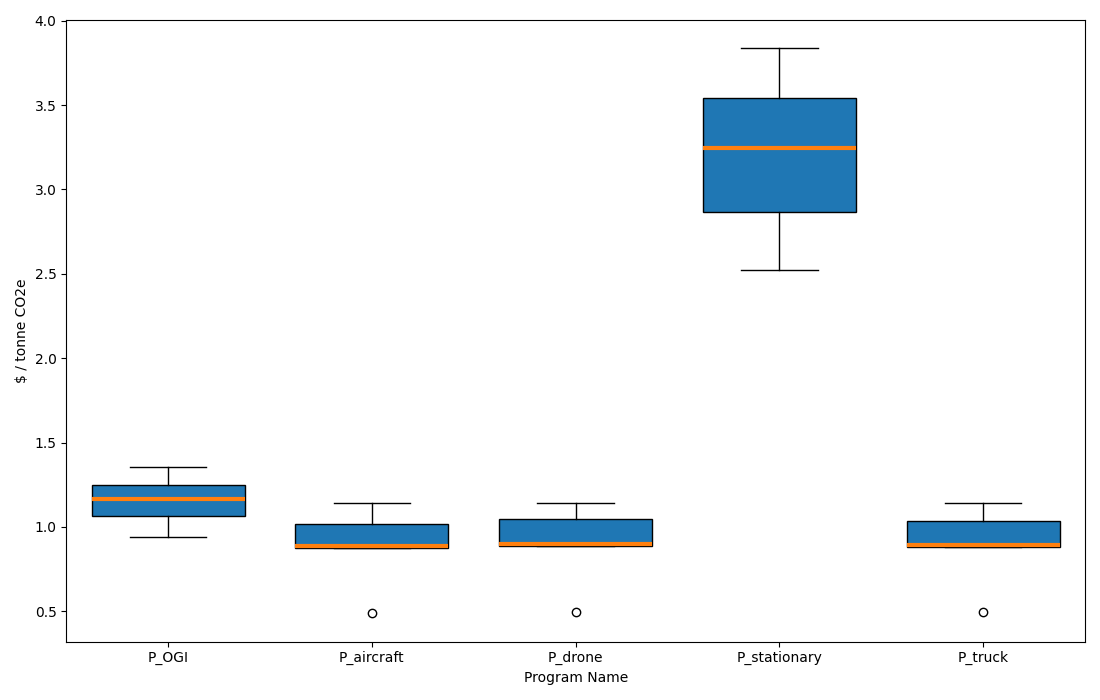 4.0
3.5
3.0
2.5
2.0
1.5
1.0
0.5
$ / tonne CO2e
P_OGI P_aircraft P_drone P_stationary P_truck
Program Name